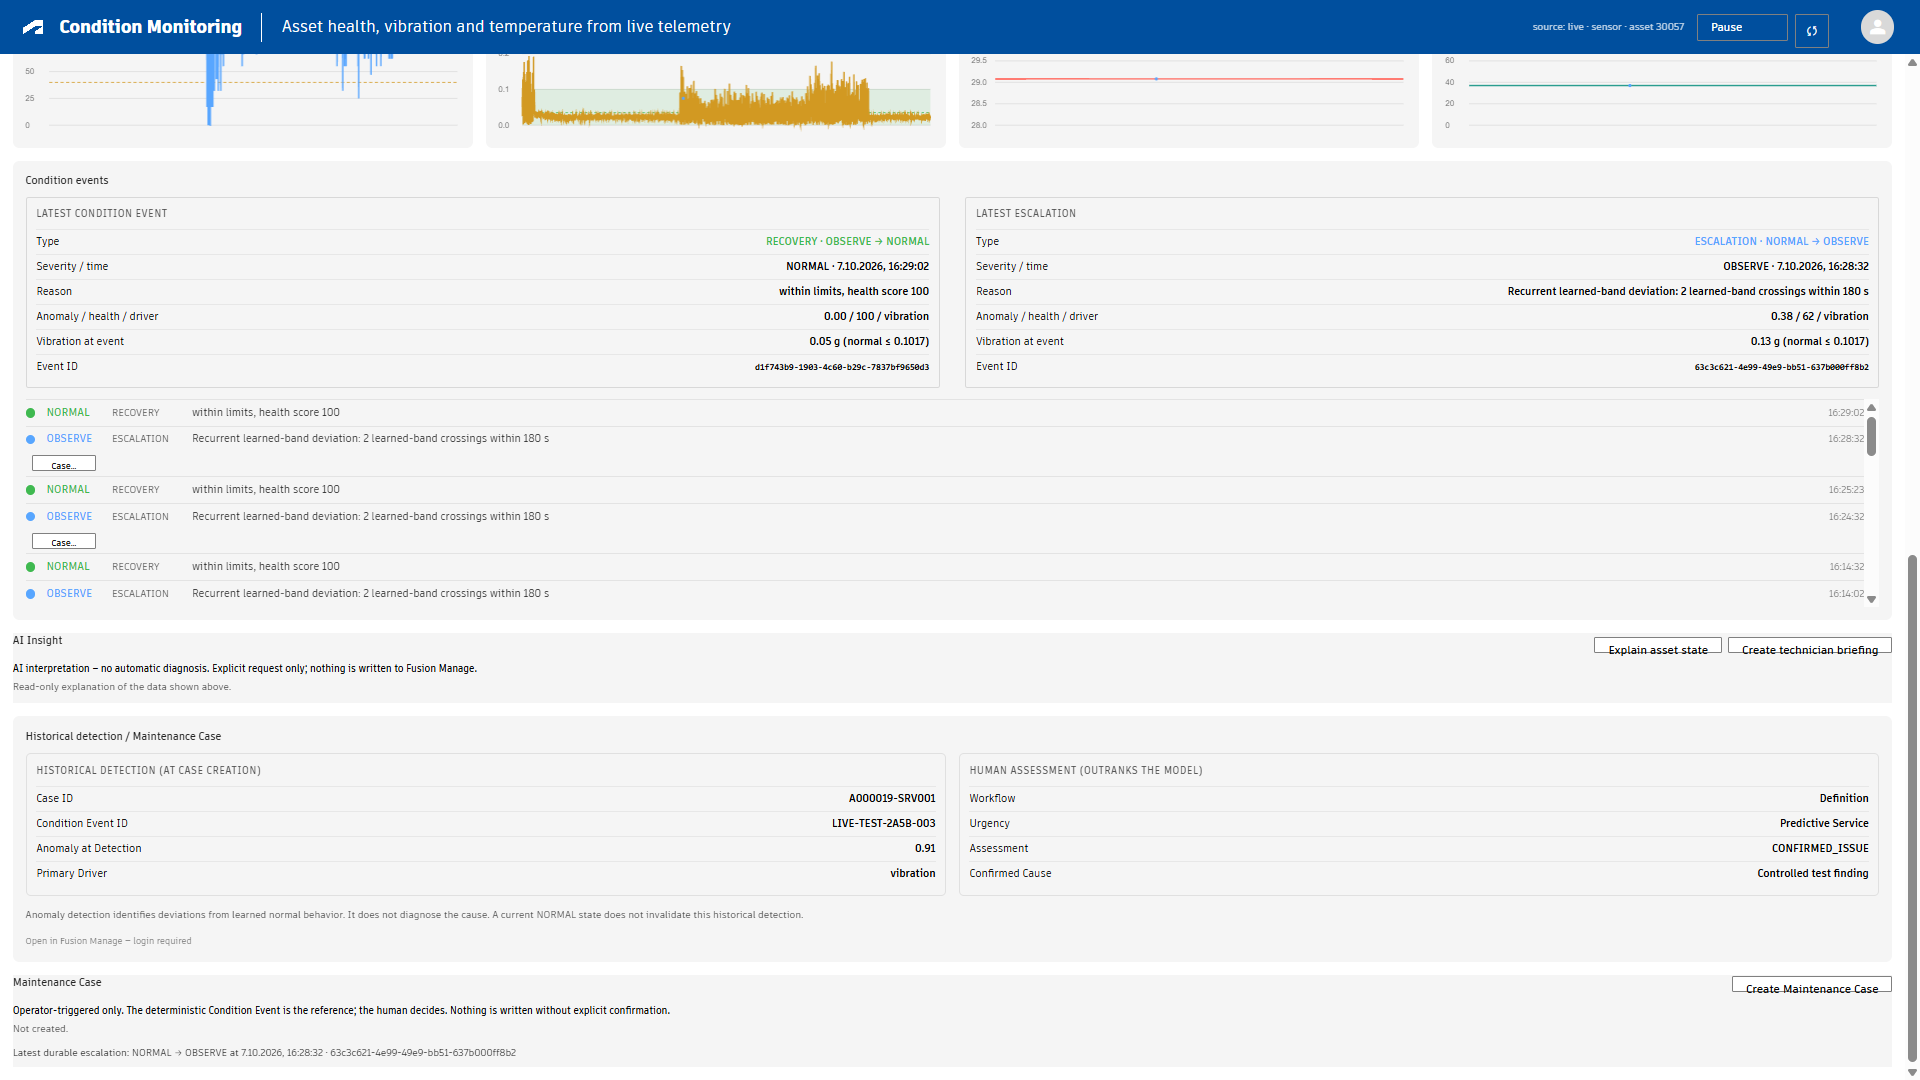 Condition Monitoring
Asset health, vibration and temperature from live telemetry
source: live · sensor · asset 30057
Pause
50
25
0
0.2
0.1
0.0
29.5
29.0
28.5
28.0
60
40
20
0
Condition events
LATEST CONDITION EVENT
Type RECOVERY · OBSERVE → NORMAL
Severity / time NORMAL · 7.10.2026, 16:29:02
Reason within limits, health score 100
Anomaly / health / driver 0.00 / 100 / vibration
Vibration at event 0.05 g (normal ≤ 0.1017)
Event ID d1f743b9-1903-4c60-b29c-7837bf9650d3
LATEST ESCALATION
Type ESCALATION · NORMAL → OBSERVE
Severity / time OBSERVE · 7.10.2026, 16:28:32
Reason Recurrent learned-band deviation: 2 learned-band crossings within 180 s
Anomaly / health / driver 0.38 / 62 / vibration
Vibration at event 0.13 g (normal ≤ 0.1017)
Event ID 63c3c621-4e99-49e9-bb51-637b000ff8b2
NORMAL RECOVERY within limits, health score 100 16:29:02
OBSERVE ESCALATION Recurrent learned-band deviation: 2 learned-band crossings within 180 s 16:28:32
Case...
NORMAL RECOVERY within limits, health score 100 16:25:23
OBSERVE ESCALATION Recurrent learned-band deviation: 2 learned-band crossings within 180 s 16:24:32
Case...
NORMAL RECOVERY within limits, health score 100 16:14:32
OBSERVE ESCALATION Recurrent learned-band deviation: 2 learned-band crossings within 180 s 16:14:02
AI Insight
Explain asset state
Create technician briefing
AI interpretation – no automatic diagnosis. Explicit request only; nothing is written to Fusion Manage.
Read-only explanation of the data shown above.
Historical detection / Maintenance Case
HISTORICAL DETECTION (AT CASE CREATION)
Case ID A000019-SRV001
Condition Event ID LIVE-TEST-2A5B-003
Anomaly at Detection 0.91
Primary Driver vibration
HUMAN ASSESSMENT (OUTRANKS THE MODEL)
Workflow Definition
Urgency Predictive Service
Assessment CONFIRMED_ISSUE
Confirmed Cause Controlled test finding
Anomaly detection identifies deviations from learned normal behavior. It does not diagnose the cause. A current NORMAL state does not invalidate this historical detection.
Open in Fusion Manage – login required
Maintenance Case
Create Maintenance Case
Operator-triggered only. The deterministic Condition Event is the reference; the human decides. Nothing is written without explicit confirmation.
Not created.
Latest durable escalation: NORMAL → OBSERVE at 7.10.2026, 16:28:32 · 63c3c621-4e99-49e9-bb51-637b000ff8b2